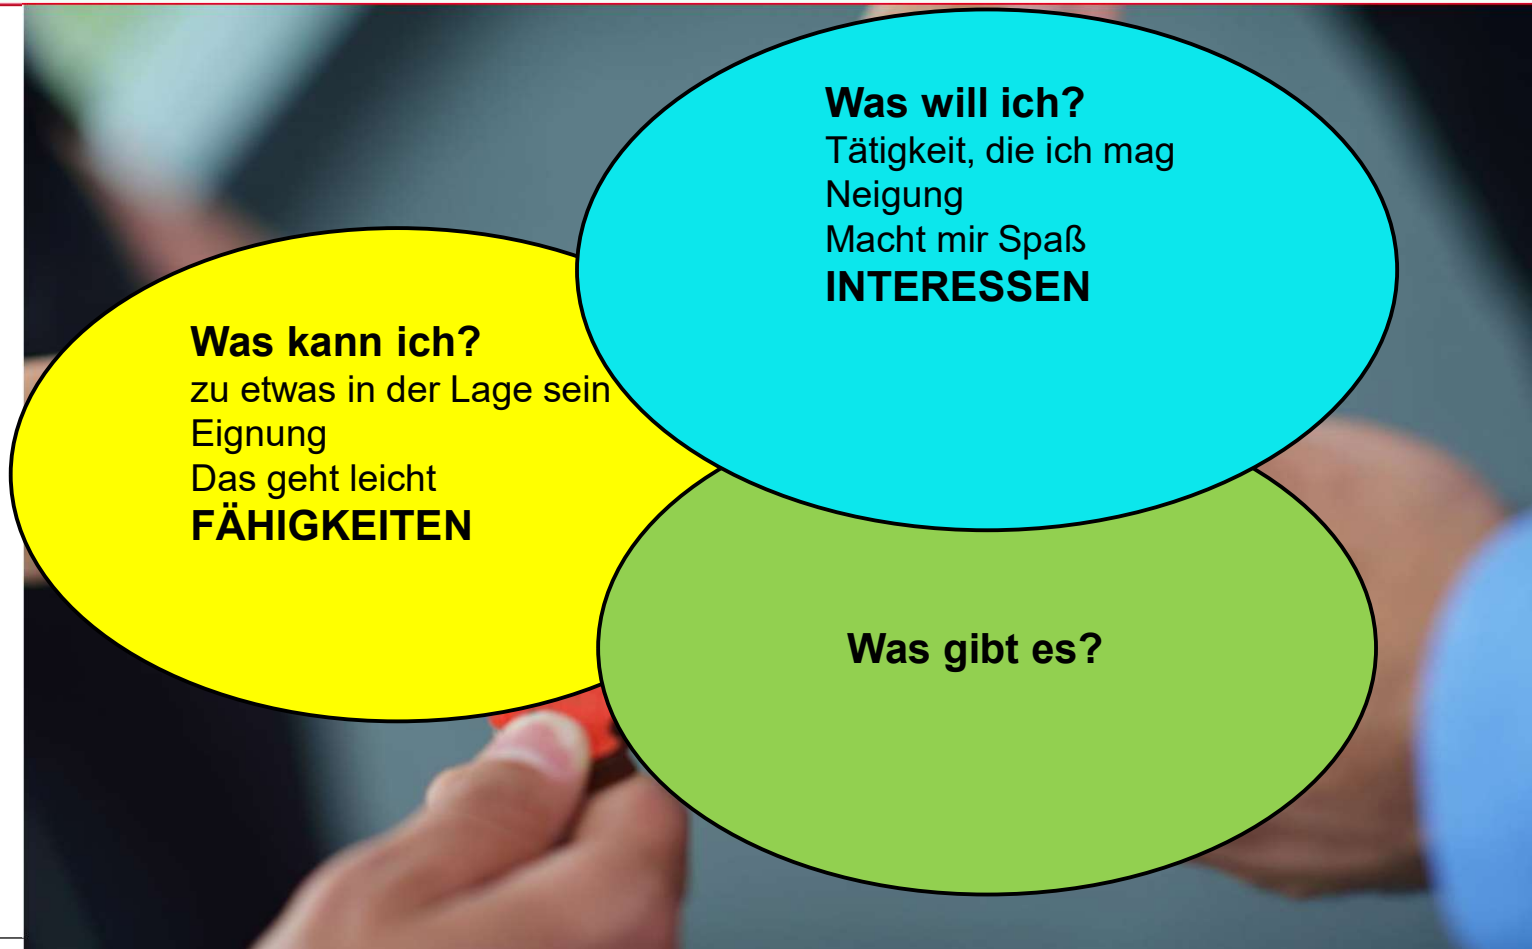 Was will ich?
Tätigkeit, die ich mag
Neigung
Macht mir Spaß
INTERESSEN
Was kann ich?
zu etwas in der Lage sein
Eignung
Das geht leicht
FÄHIGKEITEN
Was gibt es?